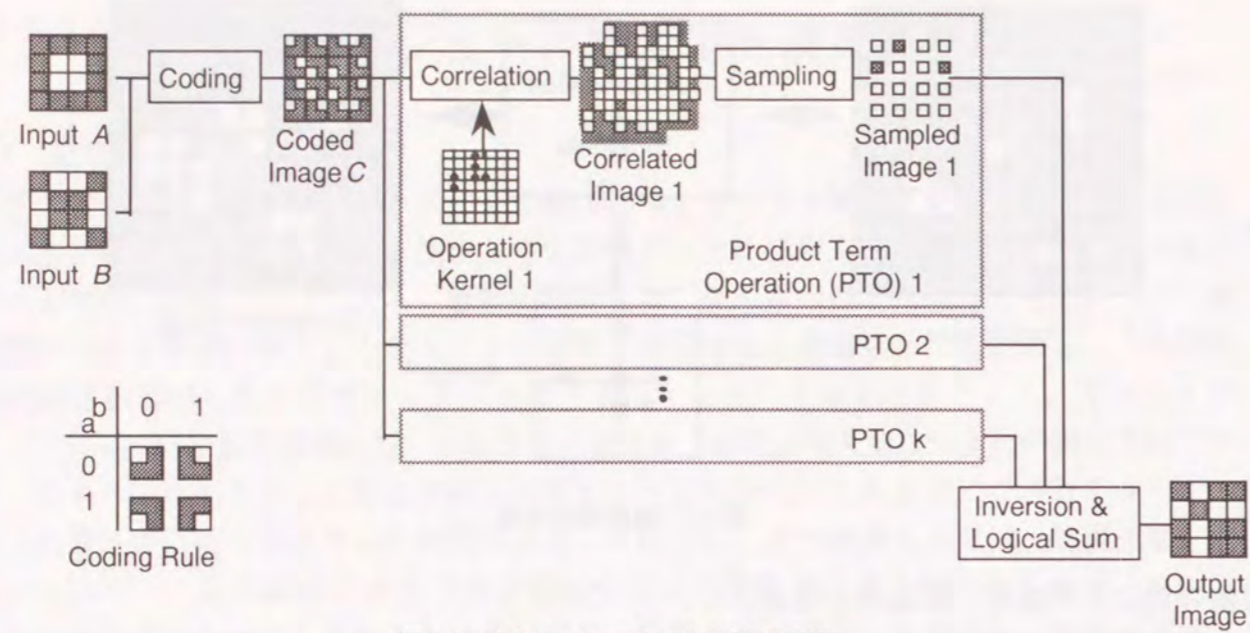 Input A
Input B
Coding
Coded
Image C
Correlation
Operation
Kernel 1
Correlated
Image 1
Sampling
Sampled
Image 1
Product Term
Operation (PTO) 1
PTO 2
PTO k
b 0 1
a
0
1
Coding Rule
Inversion &
Logical Sum
Output
Image